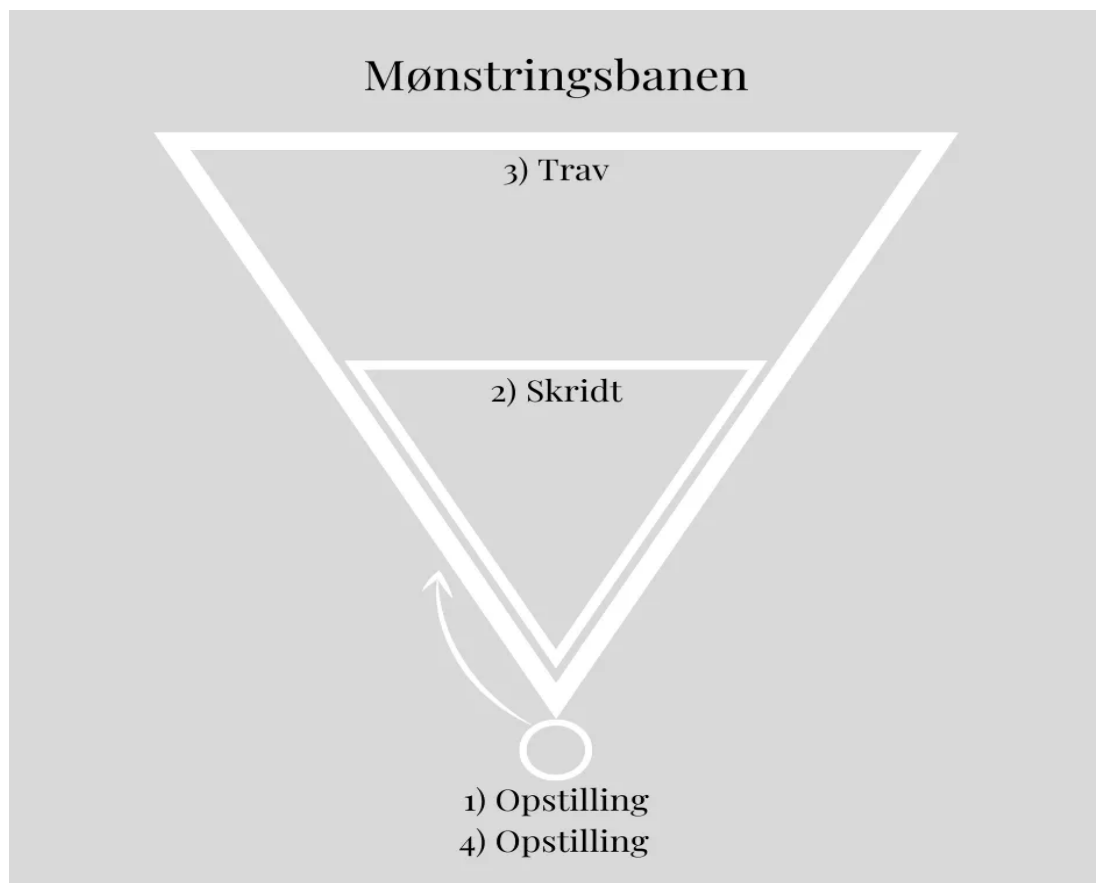 Mønstringsbanen
3) Trav
2) Skridt
1) Opstilling
4) Opstilling